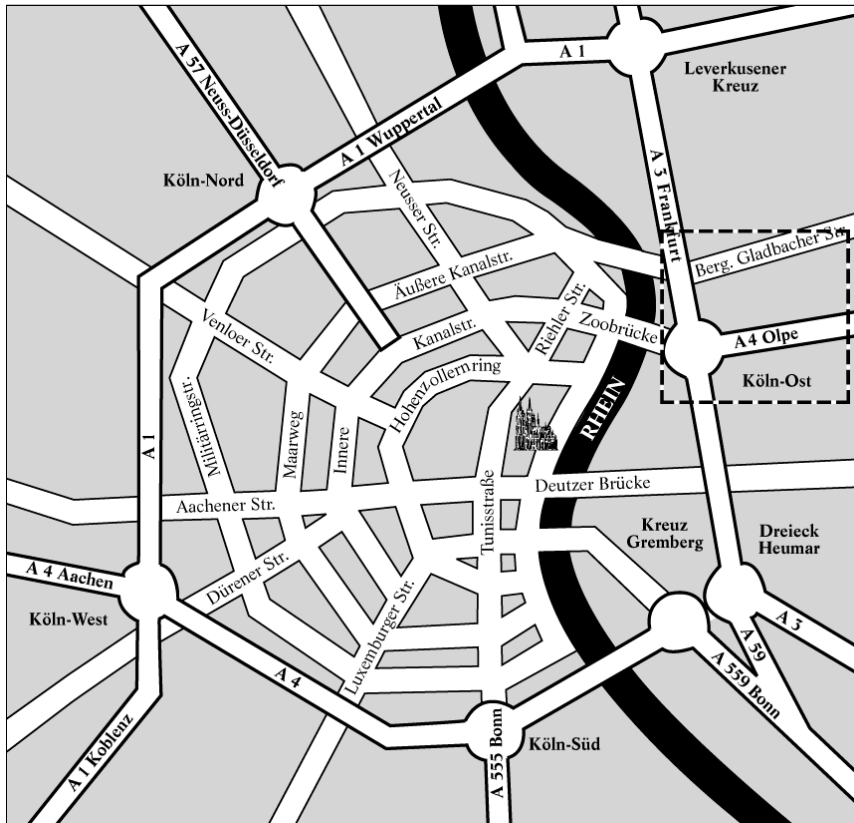 A 1
Leverkusener
Kreuz
A 57 Neuss-Düsseldorf
A 1 Wuppertal
Köln-Nord
Neusser Str.
A 3 Frankfurt
Berg. Gladbacher Str.
Äußere Kanalstr.
Riehler Str.
Zoobrücke
Venloer Str.
Kanalstr.
A 4 Olpe
Köln-Ost
Hohenzollernring
RHEIN
Militärringstr.
Maarweg
Innere
A 1
Aachener Str.
Deutzer Brücke
Tunisstraße
Kreuz
Gremberg
Dreieck
Heumar
A 4 Aachen
Dürener Str.
Köln-West
Luxemburger Str.
A 3
A 59
A 559 Bonn
A 4
A 1 Koblenz
A 555 Bonn
Köln-Süd